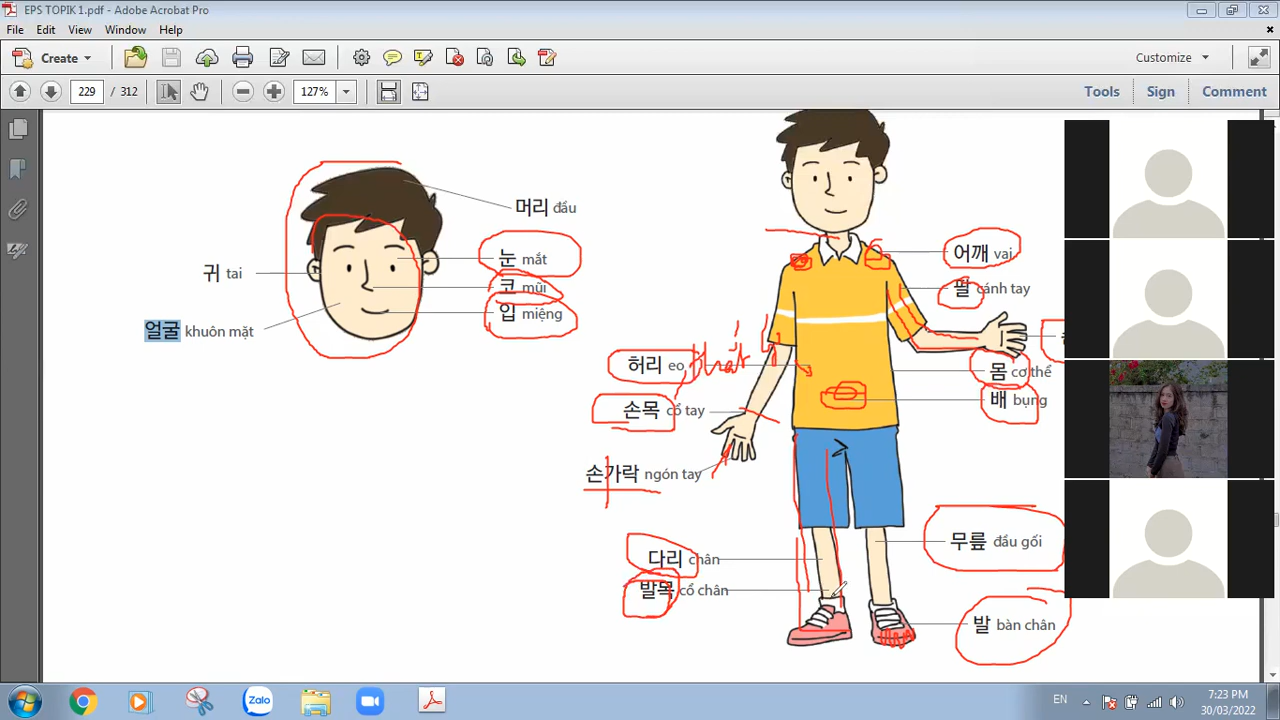 EPS TOPIK 1.pdf - Adobe Acrobat Pro
File Edit View Window Help
Create
Customize
229 / 312
127%
Tools Sign Comment
머리 đầu
눈 mắt
코 mũi
입 miệng
귀 tai
얼굴 khuôn mặt
어깨 vai
팔 cánh tay
허리 eo
thắt
몸 cơ thể
배 bụng
손목 cổ tay
손가락 ngón tay
다리 chân
무릎 đầu gối
발목 cổ chân
발 bàn chân
Zalo
EN
7:23 PM
30/03/2022